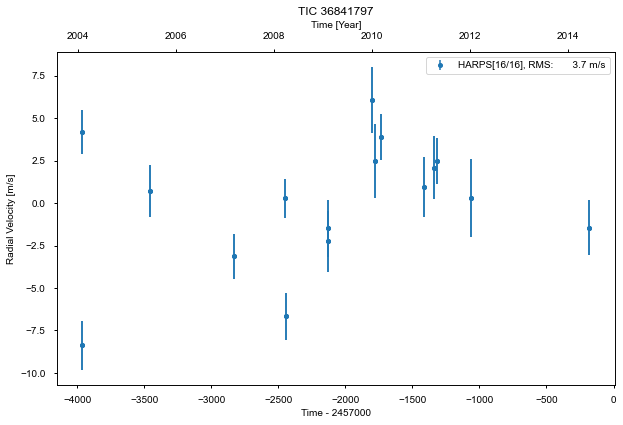 TIC 36841797
Time [Year]
2004 2006 2008 2010 2012 2014
HARPS[16/16], RMS: 3.7 m/s
Radial Velocity [m/s]
7.5
5.0
2.5
0.0
−2.5
−5.0
−7.5
−10.0
−4000 −3500 −3000 −2500 −2000 −1500 −1000 −500 0
Time - 2457000